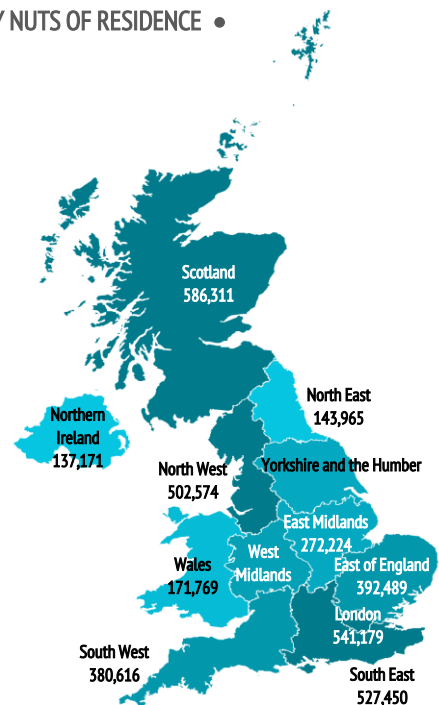 Y NUTS OF RESIDENCE •
Scotland
586,311
North East
143,965
Northern
Ireland
137,171
North West
502,574
Yorkshire and the Humber
East Midlands
272,224
West
Midlands
Wales
171,769
East of England
392,489
London
541,179
South West
380,616
South East
527,450